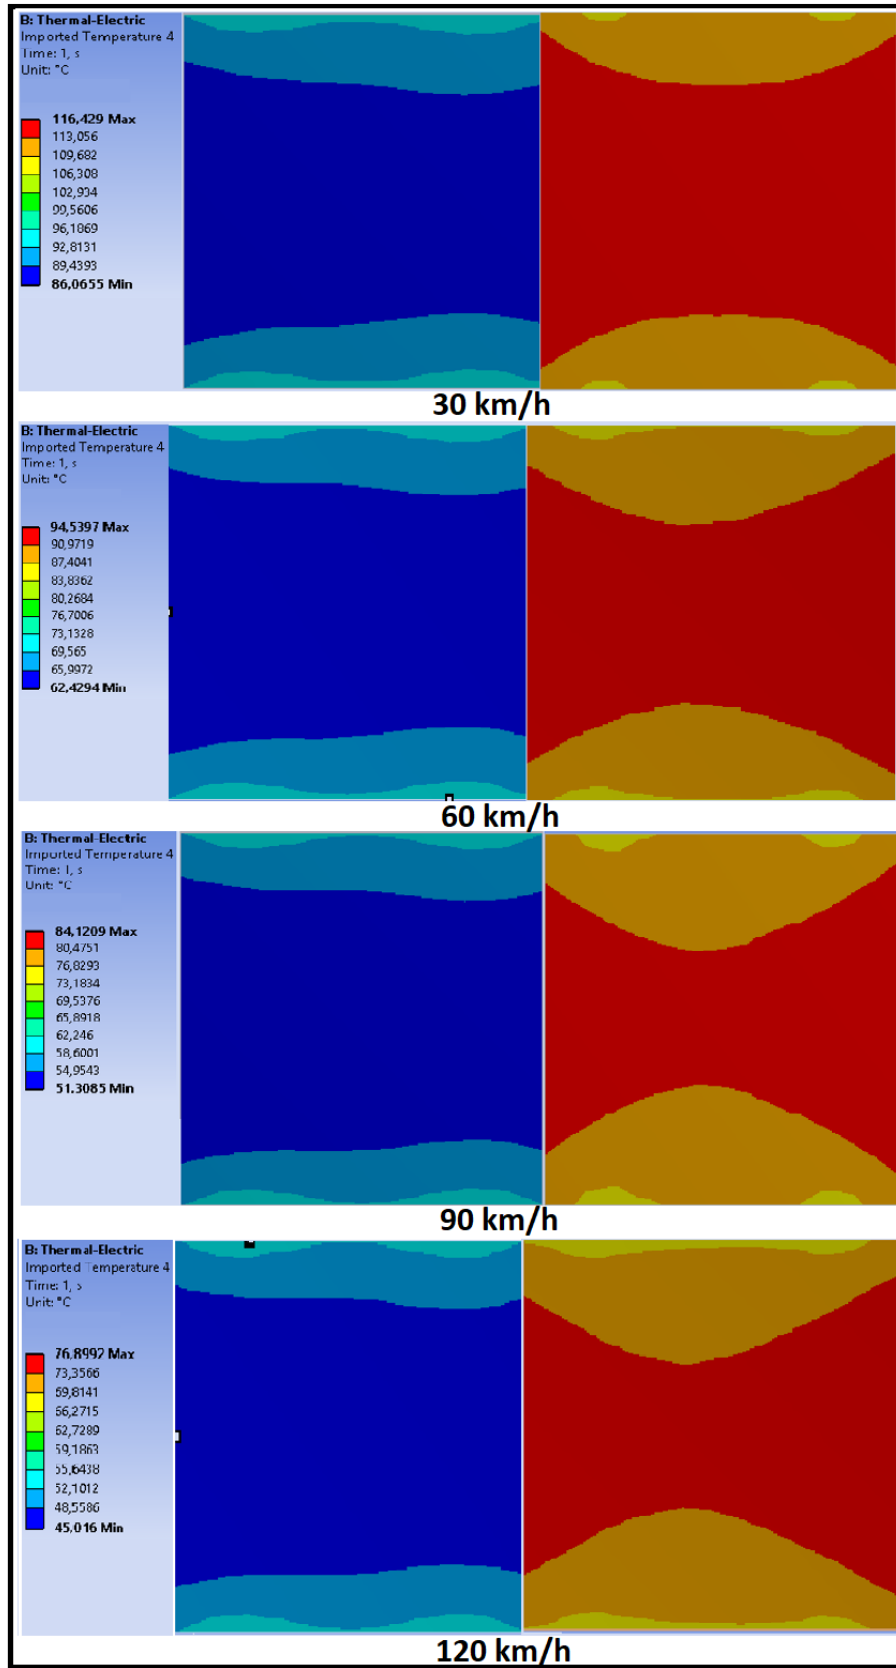 B: Thermal-Electric
Imported Temperature 4
Time: 1, s
Unit: °C
116,429 Max
113,056
109,682
106,308
102,934
99,5606
96,1869
92,8131
89,4393
86,0655 Min
30 km/h
B: Thermal-Electric
Imported Temperature 4
Time: 1, s
Unit: °C
94,5397 Max
90,9719
87,4041
83,8362
80,2684
76,7006
73,1328
69,565
65,9972
62,4294 Min
60 km/h
B: Thermal-Electric
Imported Temperature 4
Time: 1, s
Unit: °C
84,1209 Max
80,4751
76,8293
73,1834
69,5376
65,8918
62,246
58,6001
54,9543
51,3085 Min
90 km/h
B: Thermal-Electric
Imported Temperature 4
Time: 1, s
Unit: °C
76,8992 Max
73,3566
69,8141
66,2715
62,7289
59,1863
55,6438
52,1012
48,5586
45,016 Min
120 km/h